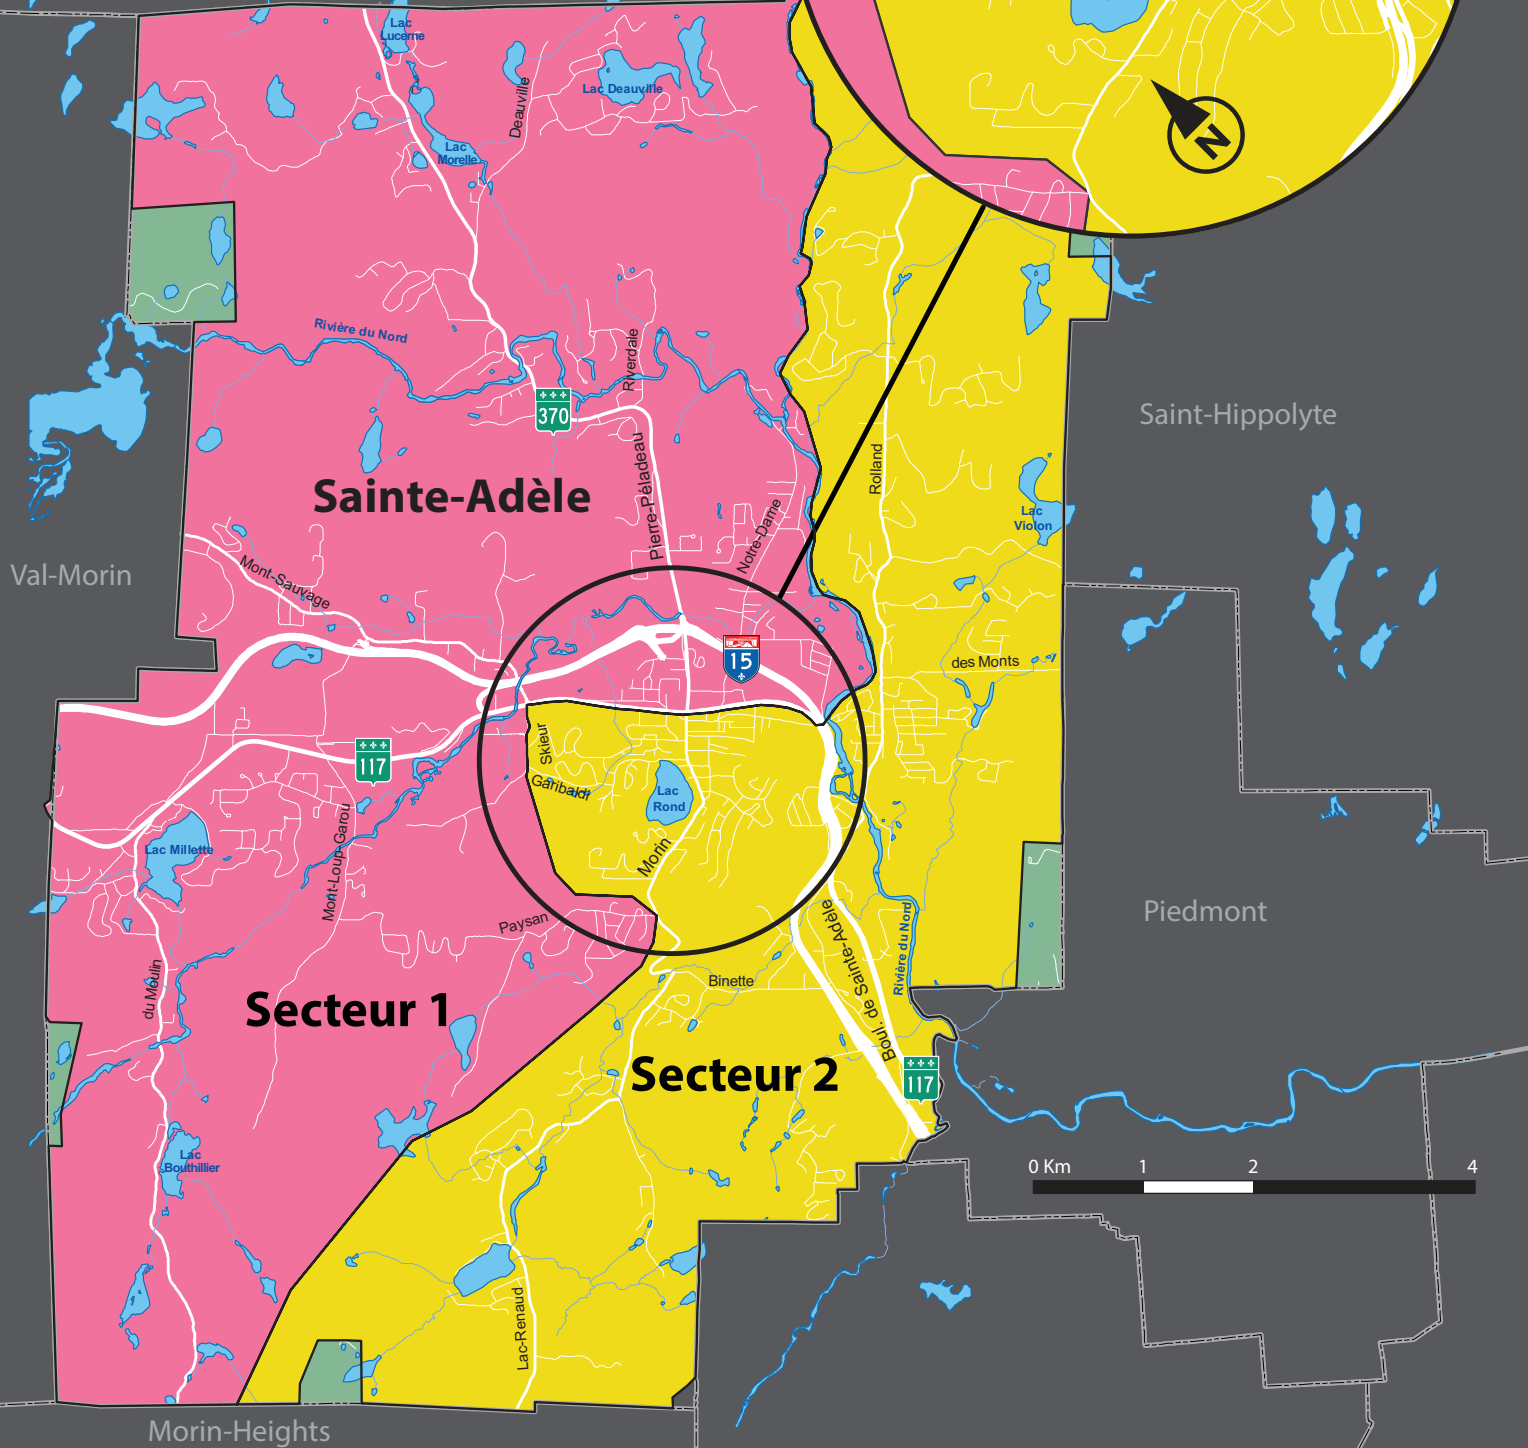 Lac
Lucerne
Deauville
Lac Deauville
Lac
Morelle
N
Rivière du Nord
Riverdale
370
Saint-Hippolyte
Rolland
Pierre-Péladeau
Sainte-Adèle
Notre-Dame
Lac
Violon
Val-Morin
Mont-Sauvage
15
des Monts
Skieur
117
Garibaldi
Lac
Rond
Mont-Loup-Garou
Lac Millette
Morin
Piedmont
Paysan
Boul. de Sainte-Adèle
Rivière du Nord
du Moulin
Binette
Secteur 1
Secteur 2
117
Lac
Bouthillier
0 Km 1 2 4
Lac-Renaud
Morin-Heights